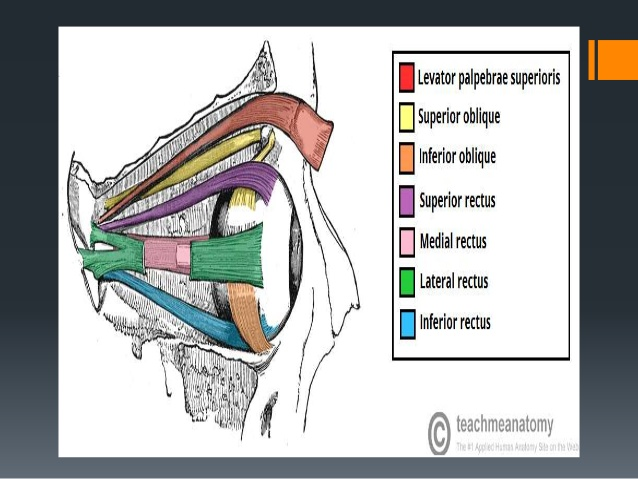 Levator palpebrae superioris
Superior oblique
Inferior oblique
Superior rectus
Medial rectus
Lateral rectus
Inferior rectus
© teachmeanatomy
The #1 Applied Human Anatomy Site on the Web